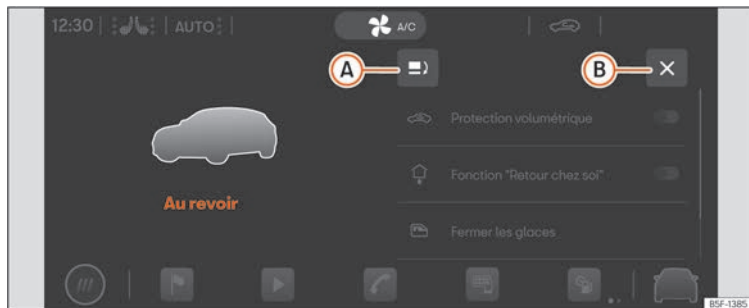 12:30 AUTO A/C
A
B
Protection volumétrique
Fonction "Retour chez soi"
Au revoir
Fermer les glaces
B5F-1385